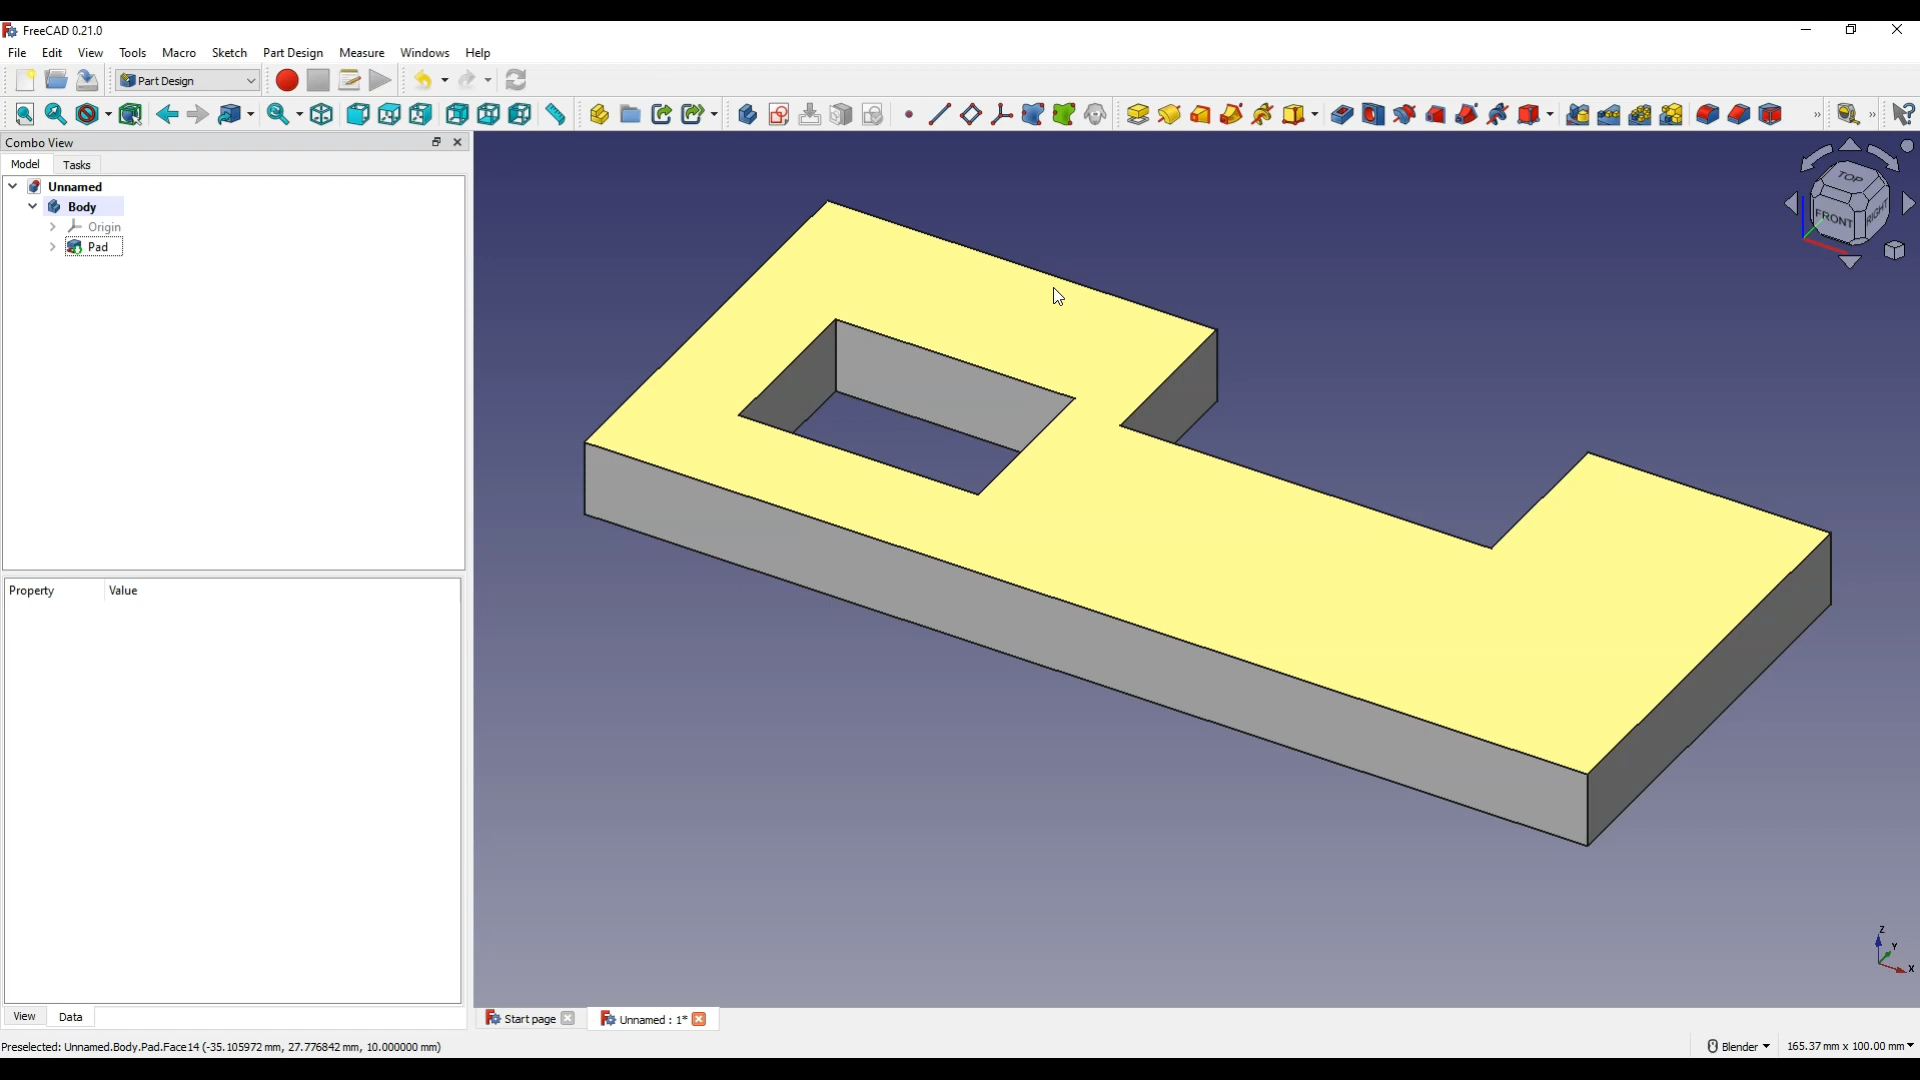 FreeCAD 0.21.0
File Edit View Tools Macro Sketch Part Design Measure Windows Help
Part Design
Combo View
Model Tasks
Unnamed
Body
Origin
Pad
Property Value
TOP
FRONT RIGHT
Z
Y
X
View Data
Start page Unnamed : 1*
Preselected: Unnamed.Body.Pad.Face14 (-35.105972 mm, 27.776842 mm, 10.000000 mm)
Blender 165.37 mm x 100.00 mm